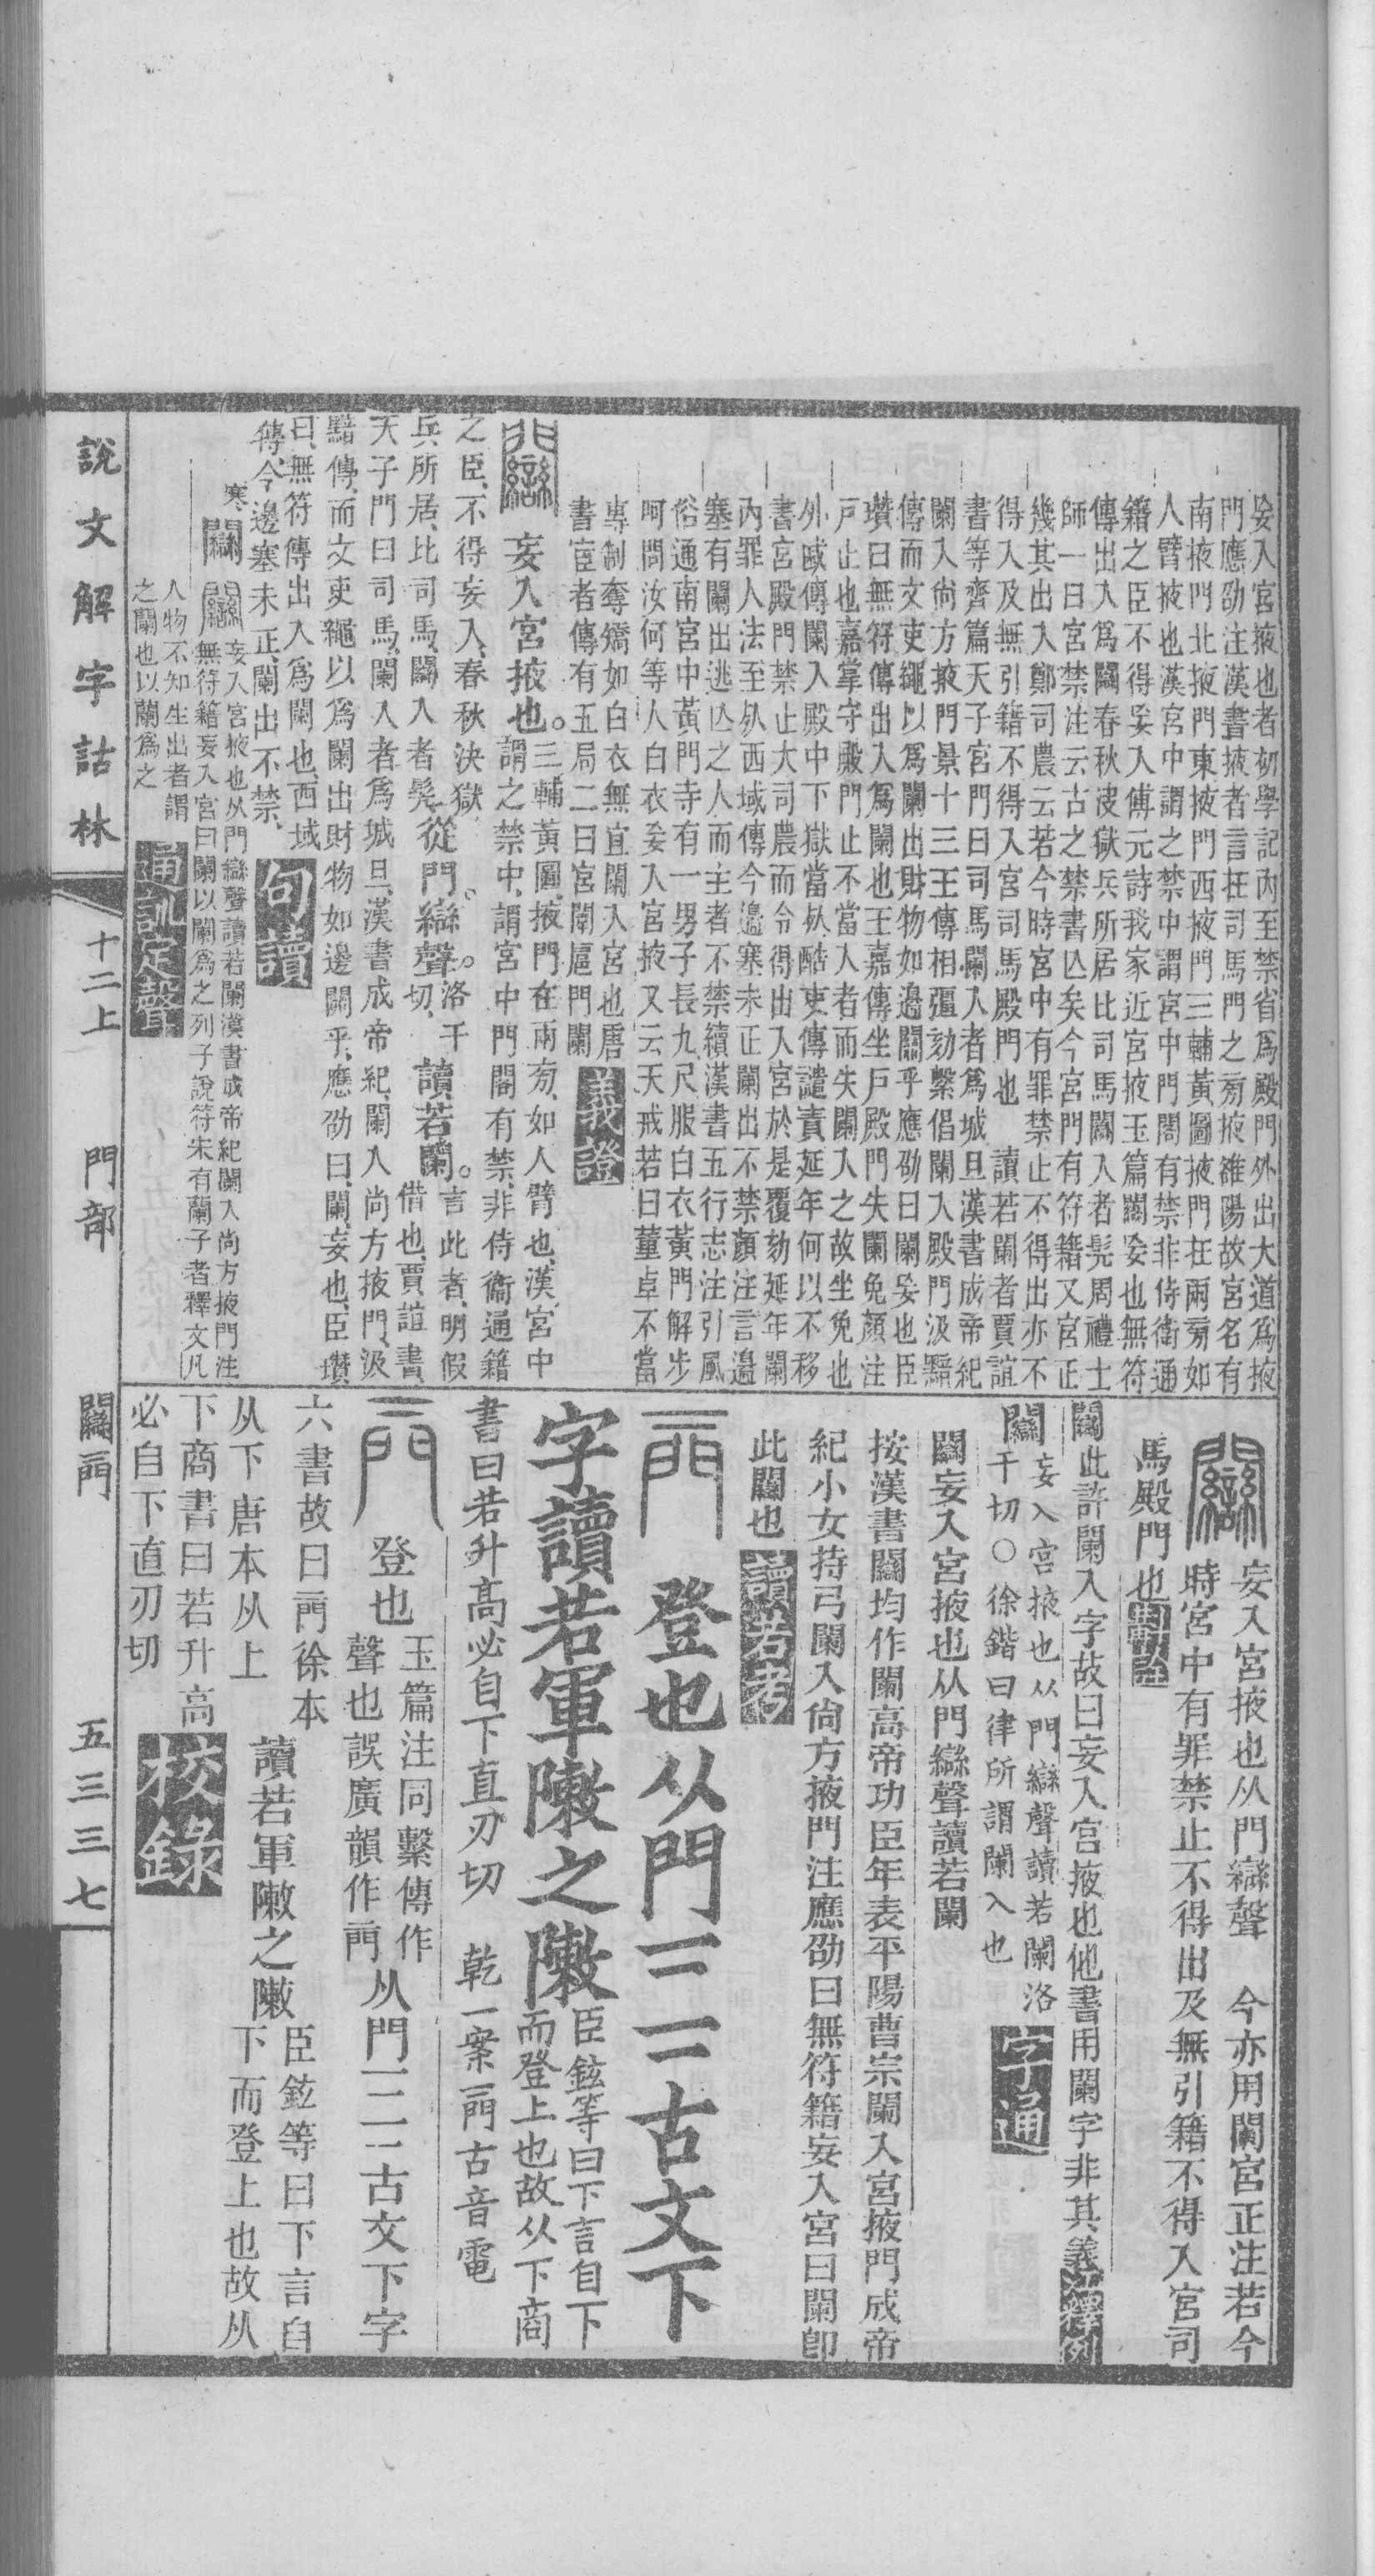 妄入宮掖也者初學記內至禁省爲殿門外出大道爲掖
門應劭注漢書掖者言在司馬門之㫄掖雒陽故宮名有
南掖門北掖門東掖門西掖門三輔黃圖掖門在兩㫄如
人臂掖也漢宮中謂之禁中謂宮中門閤有禁非侍衛通
籍之臣不得妄入傅元詩我家近宮掖玉篇闌妄也無符
傳出入爲闌春秋決獄兵所居比司馬闌入者髡周禮士
師一曰宮禁注云古之禁書亾矣今宮門有符籍又宮正
幾其出入鄭司農云若今時宮中有罪禁止不得出亦不
得入及無引籍不得入宮司馬殿門也　讀若闌者賈誼
書等齊篇天子宮門曰司馬闌入者爲城旦漢書成帝紀
闌入尚方掖門景十三王傳相彊劾繫倡闌入殿門汲黯
傳而文吏繩以爲闌出財物如邊關乎應劭曰闌妄也臣
瓚曰無符傳出入爲闌也王嘉傳坐戶殿門失闌免顏注
戶止也嘉掌守殿門止不當入者而失闌入之故坐免也
外戚傳闌入殿中下獄當死酷吏傳譴責延年何以不移
書宮殿門禁止大司農而令得出入宮於是覆劾延年闌
內罪人法至死西域傳今邊塞未正闌出不禁顏注言邊
塞有闌出逃亾之人而主者不禁續漢書五行志注引風
俗通南宮中黃門寺有一男子長九尺服白衣黃門解步
呵問汝何等人白衣妄入宮掖又云天戒若曰董卓不當
專制奪矯如白衣無宜闌入宮也唐
書宦者傳有五局二曰宮闈扈門闌
義證
妄入宮掖也。三輔黃圖、掖門在兩㫄、如人臂也、漢宮中
謂之禁中、謂宮中門閤有禁、非侍衞通籍
之臣、不得妄入、春秋決獄、
兵所居、比司馬、闌入者髡、從門。䜌聲。洛干切、讀若闌。言此者、明假
借也、賈誼書、
天子門曰司馬、闌入者爲城旦、漢書成帝紀、闌入尚方掖門、汲
黯傳、而文吏繩以爲闌出財物如邊關乎、應劭曰、闌、妄也、臣瓚
曰、無符傳出入爲闌也、西域
傳、今邊塞未正、闌出不禁、
句讀
寒
妄入宮掖也从門䜌聲讀若闌漢書成帝紀闌入尚方掖門注
無符籍妄入宮曰闌以闌爲之列子說符宋有蘭子者釋文凡
人物不知生出者謂
之闌也以蘭爲之
通訓定聲
妄入宮掖也从門䜌聲　今亦用闌宮正注若今
時宮中有罪禁止不得出及無引籍不得入宮司
馬殿門也
斠詮
此許闌入字故曰妄入宮掖也他書用闌字非其義
釋例
妄入宮掖也从門䜌聲讀若闌洛
干切○徐鍇曰律所謂闌入也
字通
妄入宮掖也从門䜌聲讀若闌
按漢書均作闌高帝功臣年表平陽曹宗闌入宮掖門成帝
紀小女持弓闌入尙方掖門注應劭曰無符籍妄入宮曰闌卽
此也
讀若考
登也从門二二古文下
字讀若軍敶之敶
臣鉉等曰下言自下
而登上也故从下商
書曰若升高必自下直刃切　乾一案古音電
登也玉篇注同繫傳作
聲也誤廣韻作
从門二二古文下字
六書故曰徐本
从下唐本从上
讀若軍敶之敶臣鉉等曰下言自
下而登上也故从
下商書曰若升高
必自下直刃切
校錄
說文解字詁林
十二上　門部
五三三七